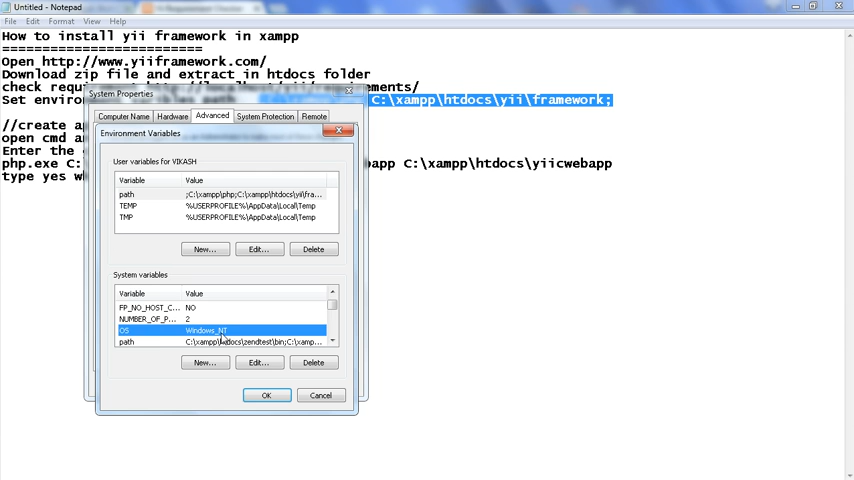 Untitled - Notepad
File Edit Format View Help
How to install yii framework in xampp
=========================
Open http://www.yiiframework.com/
Download zip file and extract in htdocs folder
check
Set C:\xampp\htdocs\yii\framework;
//create a
open cmd a
Enter the
php.exe C: app C:\xampp\htdocs\yiicwebapp
type yes w
System Properties
Computer Name Hardware Advanced System Protection Remote
Environment Variables
User variables for VIKASH
Variable Value
path ;C:\xampp\php;C:\xampp\htdocs\yii\fra...
TEMP %USERPROFILE%\AppData\Local\Temp
TMP %USERPROFILE%\AppData\Local\Temp
New... Edit... Delete
System variables
Variable Value
FP_NO_HOST_C... NO
NUMBER_OF_P... 2
OS Windows_NT
path C:\xampp\htdocs\zendtest\bin;C:\xamp...
New... Edit... Delete
OK Cancel